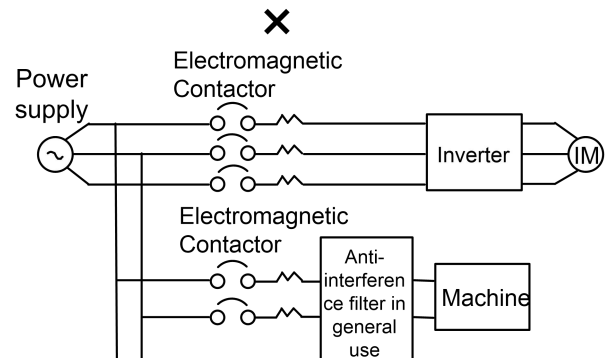 Electromagnetic
Contactor
Power
supply
Inverter
IM
Electromagnetic
Contactor
Anti-
interferen
ce filter in
general
use
Machine